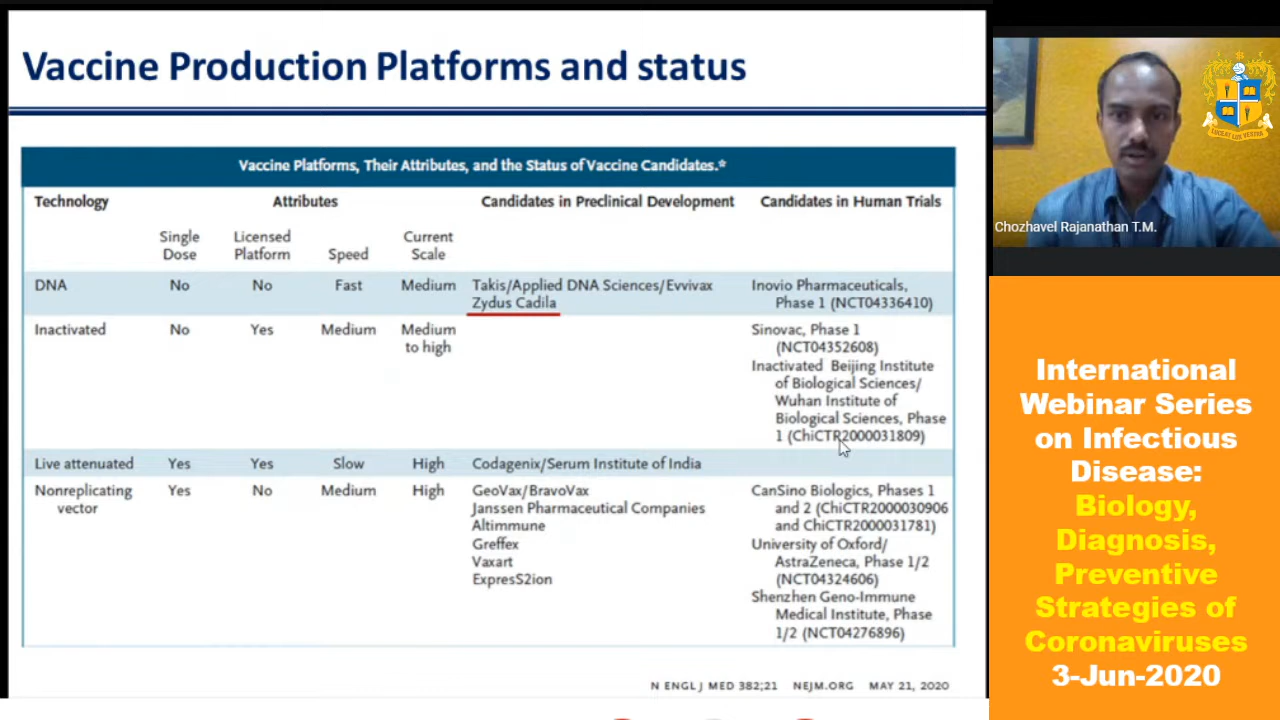 Vaccine Production Platforms and status
Vaccine Platforms, Their Attributes, and the Status of Vaccine Candidates.*
Technology Attributes Candidates in Preclinical Development Candidates in Human Trials
Single Dose Licensed Platform Speed Current Scale
DNA No No Fast Medium Takis/Applied DNA Sciences/Evvivax Inovio Pharmaceuticals,
Zydus Cadila Phase 1 (NCT04336410)
Inactivated No Yes Medium Medium Sinovac, Phase 1
to high (NCT04352608)
Inactivated Beijing Institute
of Biological Sciences/
Wuhan Institute of
Biological Sciences, Phase
1 (ChiCTR2000031809)
Live attenuated Yes Yes Slow High Codagenix/Serum Institute of India
Nonreplicating Yes No Medium High GeoVax/BravoVax CanSino Biologics, Phases 1
vector Janssen Pharmaceutical Companies and 2 (ChiCTR2000030906
Altimmune and ChiCTR2000031781)
Greffex University of Oxford/
Vaxart AstraZeneca, Phase 1/2
ExpresS2ion (NCT04324606)
Shenzhen Geno-Immune
Medical Institute, Phase
1/2 (NCT04276896)
N ENGL J MED 382;21 NEJM.ORG MAY 21, 2020
Chozhavel Rajanathan T.M.
International
Webinar Series
on Infectious
Disease:
Biology,
Diagnosis,
Preventive
Strategies of
Coronaviruses
3-Jun-2020